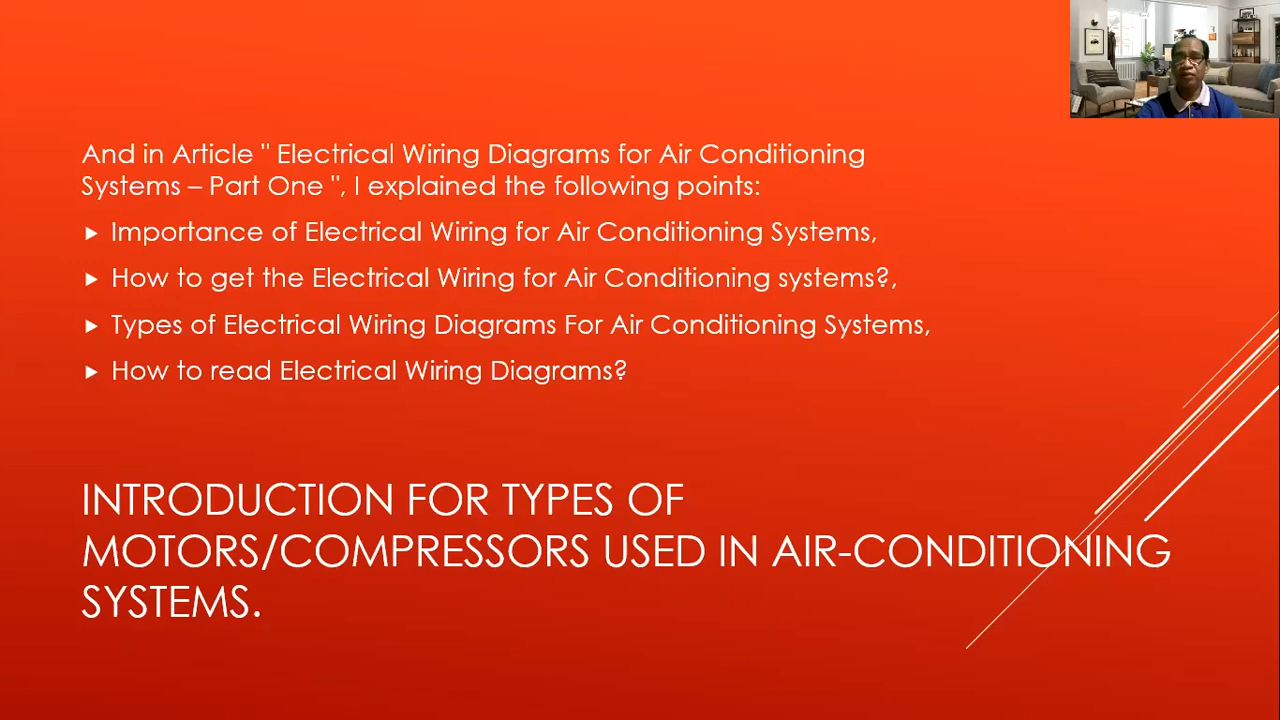 And in Article " Electrical Wiring Diagrams for Air Conditioning
Systems – Part One ", I explained the following points:
Importance of Electrical Wiring for Air Conditioning Systems,
How to get the Electrical Wiring for Air Conditioning systems?,
Types of Electrical Wiring Diagrams For Air Conditioning Systems,
How to read Electrical Wiring Diagrams?
INTRODUCTION FOR TYPES OF
MOTORS/COMPRESSORS USED IN AIR-CONDITIONING
SYSTEMS.